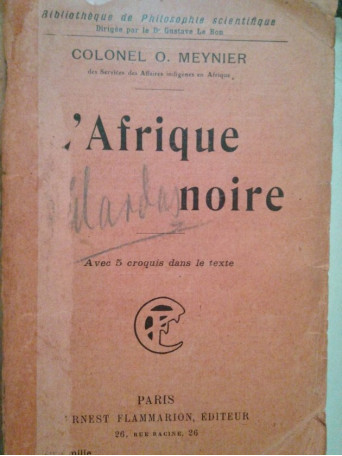 Bibliothèque de Philosophie scientifique
Dirigée par le Dr Gustave Le Bon
COLONEL O. MEYNIER
des Services des Affaires indigènes en Afrique
'Afrique
noire
Avec 5 croquis dans le texte
PARIS
ERNEST FLAMMARION, ÉDITEUR
26, RUE RACINE, 26